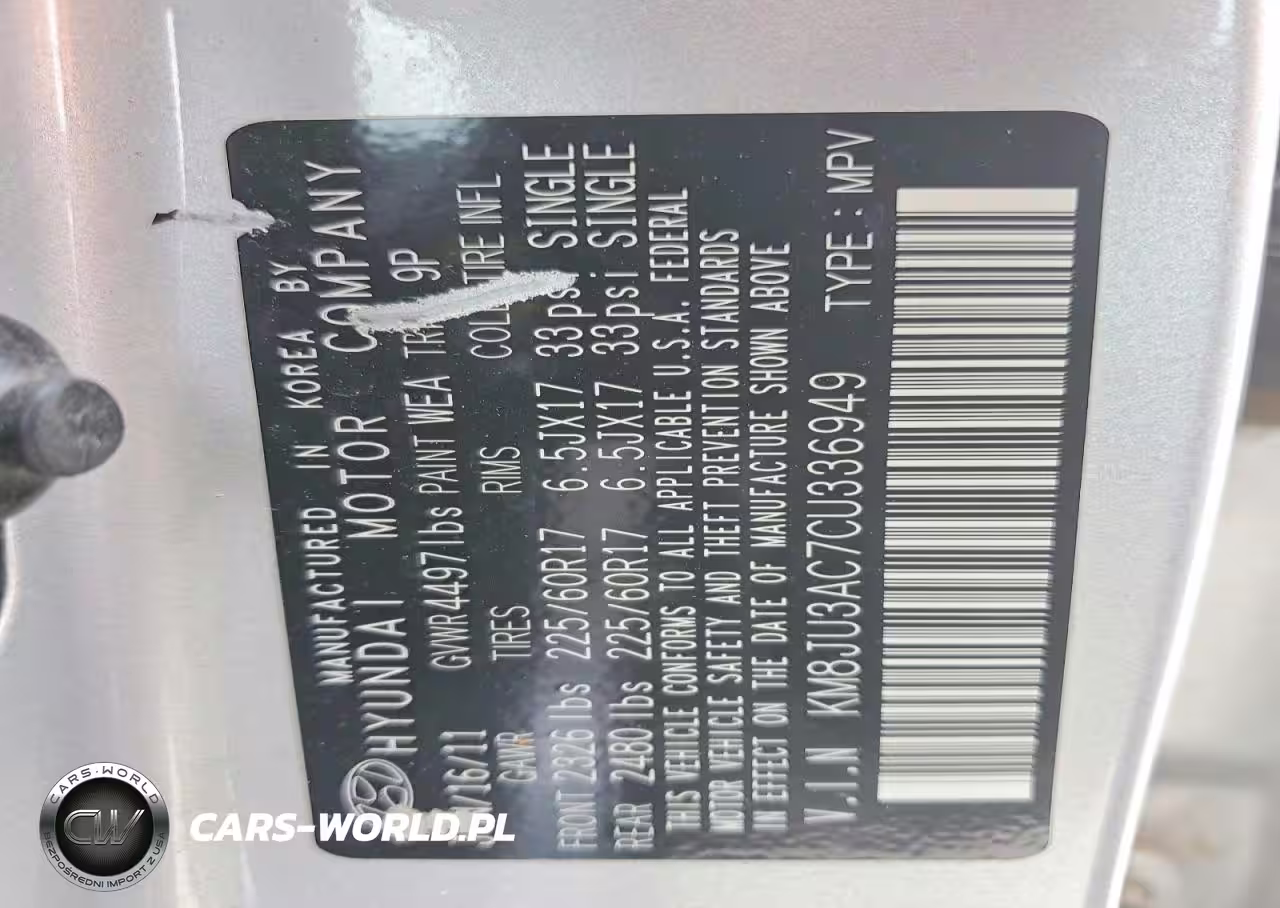 MANUFACTURED IN KOREA BY
HYUNDAI MOTOR COMPANY
GVWR 4497lbs PAINT WEA 9P
/16/11
GAWR TIRES RIMS TIRE INFL
FRONT 2326 lbs 225/60R17 6.5JX17 33psi SINGLE
REAR 2480 lbs 225/60R17 6.5JX17 33psi SINGLE
THIS VEHICLE CONFORMS TO ALL APPLICABLE U.S.A. FEDERAL
MOTOR VEHICLE SAFETY AND THEFT PREVENTION STANDARDS
IN EFFECT ON THE DATE OF MANUFACTURE SHOWN ABOVE
V.I.N KM8JU3AC7CU336949 TYPE : MPV
CARS-WORLD
CW
BEZPOŚREDNI IMPORT Z USA
CARS-WORLD.PL